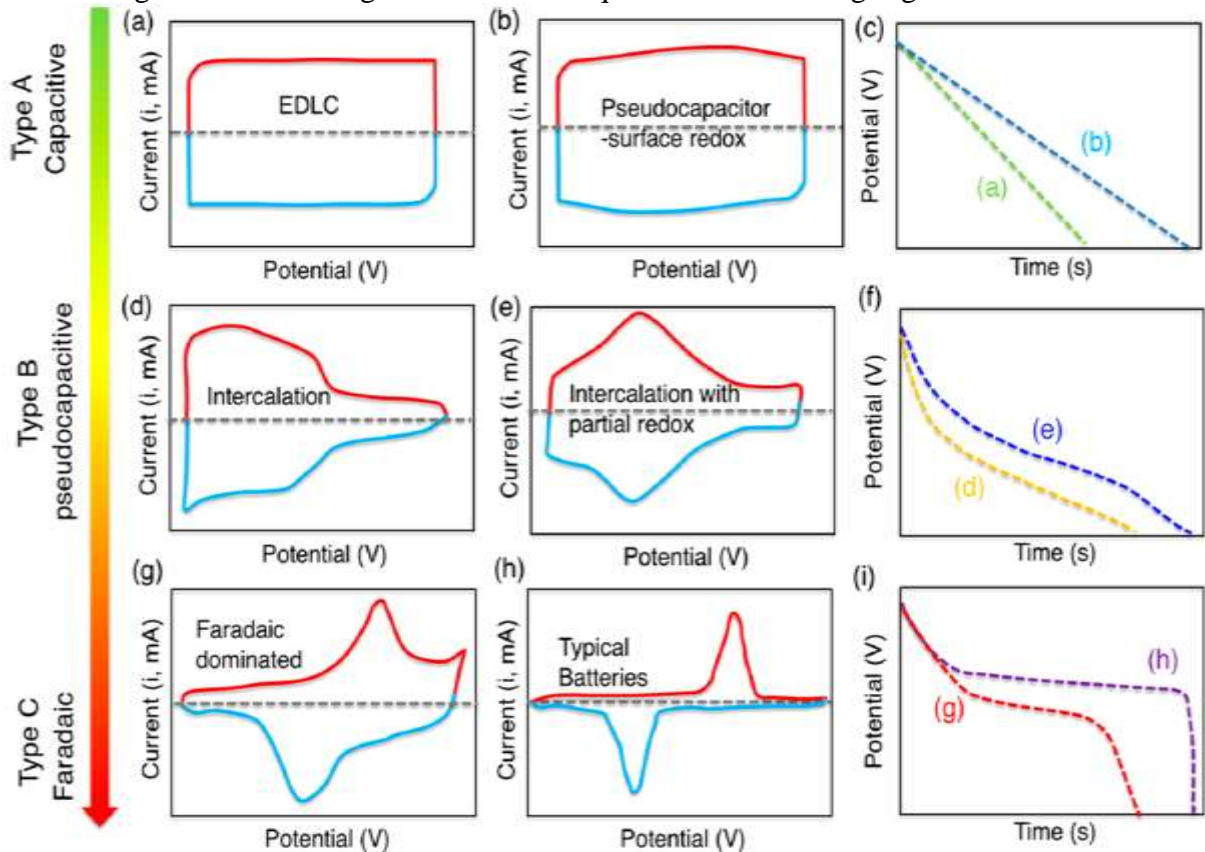 Type A
Capacitive
(a)
Current (i, mA)
EDLC
Potential (V)
(b)
Current (i, mA)
Pseudocapacitor
-surface redox
Potential (V)
(c)
Potential (V)
(a)
(b)
Time (s)
Type B
pseudocapacitive
(d)
Current (i, mA)
Intercalation
Potential (V)
(e)
Current (i, mA)
Intercalation with
partial redox
Potential (V)
(f)
Potential (V)
(e)
(d)
Time (s)
Type C
Faradaic
(g)
Current (i, mA)
Faradaic
dominated
Potential (V)
(h)
Current (i, mA)
Typical
Batteries
Potential (V)
(i)
Potential (V)
(h)
(g)
Time (s)